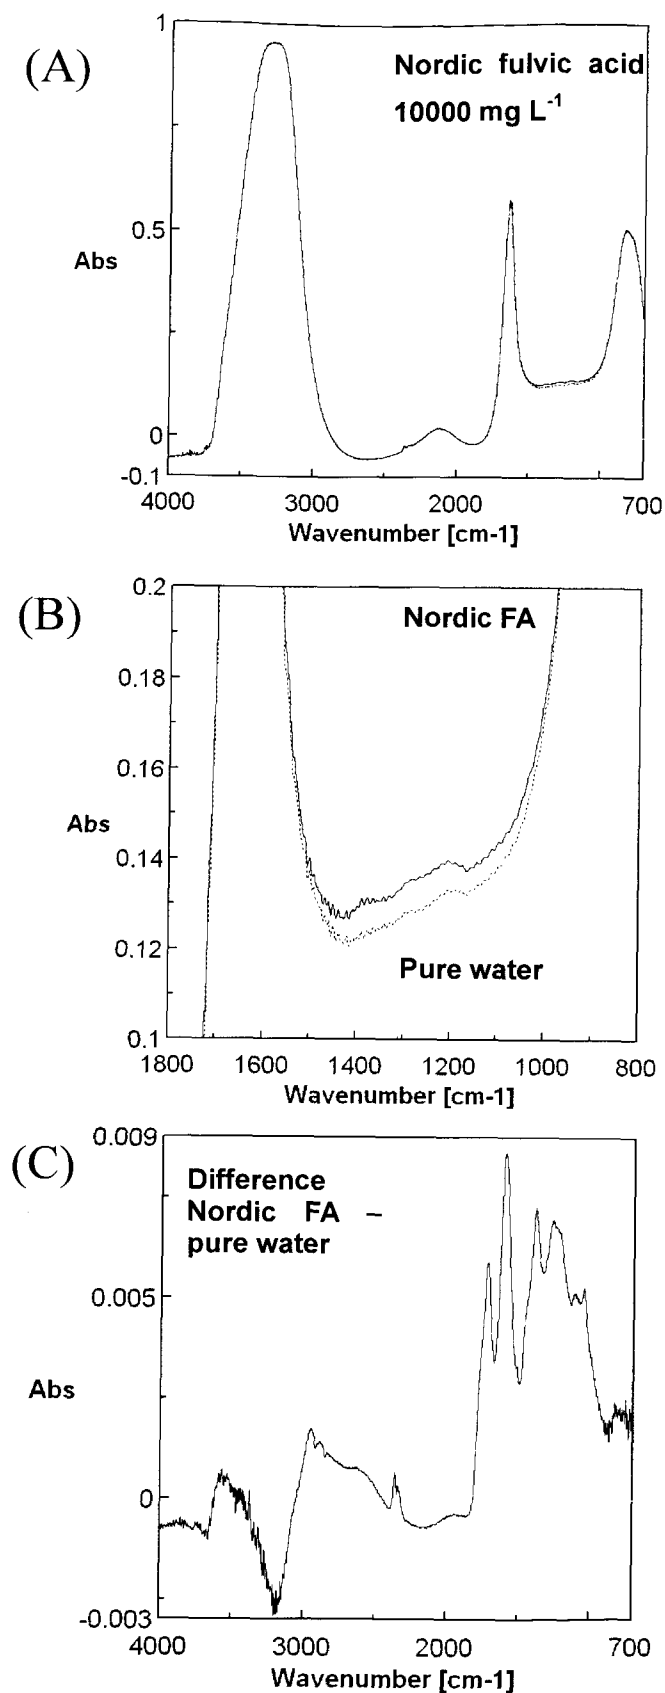 (A)
Nordic fulvic acid
10000 mg L-1
1
0.5
Abs
0
-0.1
4000 3000 2000 700
Wavenumber [cm-1]
(B)
Nordic FA
0.2
0.18
0.16
Abs
0.14
0.12
Pure water
0.1
1800 1600 1400 1200 1000 800
Wavenumber [cm-1]
(C)
0.009
Difference
Nordic FA –
pure water
0.005
Abs
0
-0.003
4000 3000 2000 700
Wavenumber [cm-1]